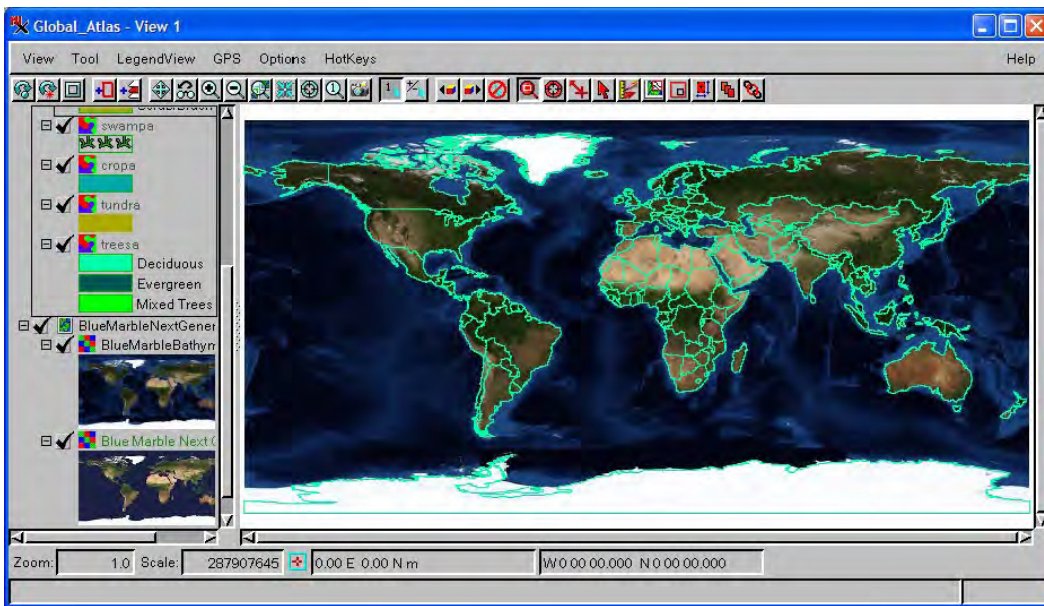 Global_Atlas - View 1
View Tool LegendView GPS Options HotKeys Help
swampa
cropa
tundra
treesa
Deciduous
Evergreen
Mixed Trees
BlueMarbleNextGener
BlueMarbleBathym
Blue Marble Next G
Zoom: 1.0 Scale: 287907645 0.00 E 0.00 N m W 0 00 00.000 N 0 00 00.000